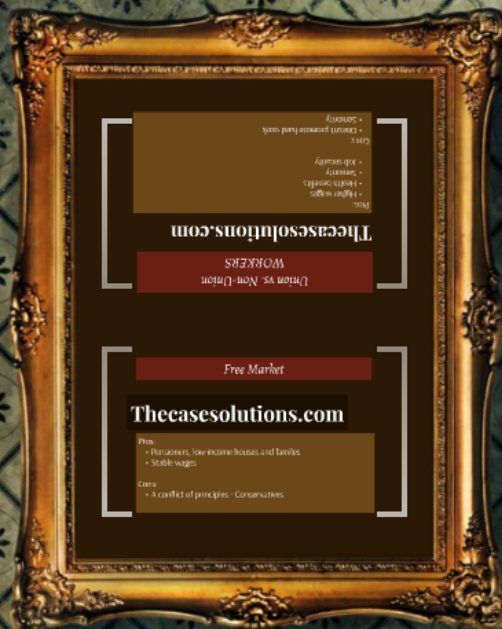 Union vs. Non-Union
WORKERS
Thecasesolutions.com
Pros:
• Higher wages
• Health benefits
• Seniority
• Job security
Cons:
• Doesn't promote hard work
• Seniority
Free Market
Thecasesolutions.com
Pros:
• Pensioners, low-income houses and familes
• Stable wages
Cons:
• A conflict of principles - Conservatives